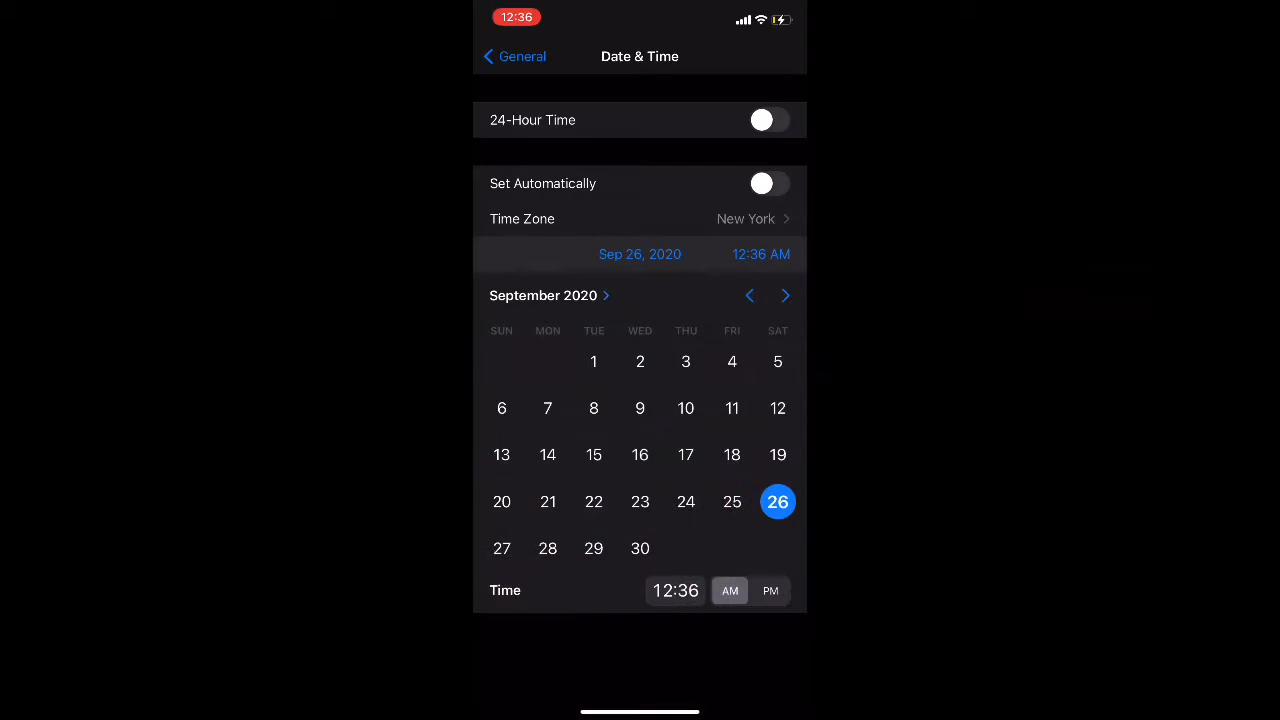 12:36
General Date & Time
24-Hour Time
Set Automatically
Time Zone New York
Sep 26, 2020 12:36 AM
September 2020
SUN MON TUE WED THU FRI SAT
1 2 3 4 5
6 7 8 9 10 11 12
13 14 15 16 17 18 19
20 21 22 23 24 25 26
27 28 29 30
Time 12:36 AM PM